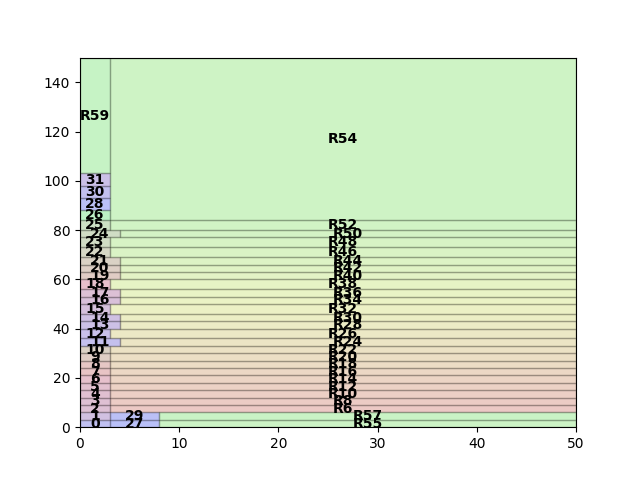 140
R59
120
R54
100 31
30
28
26
25 R52
80 24 R50
23 R48
22 R46
21 R44
20 R42
19 R40
60 18 R38
17 R36
16 R34
15 R32
14 R30
13 R28
40 12 R26
11 R24
10 R22
9 R20
8 R18
7 R16
20 6 R14
5 R12
4 R10
3 R8
2 R6
1 29 R57
0 0 27 R55
0 10 20 30 40 50